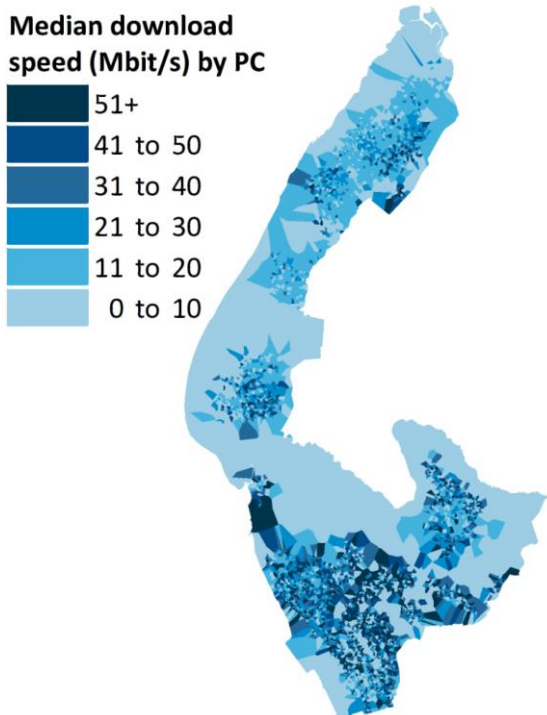 Median download
speed (Mbit/s) by PC
51+
41 to 50
31 to 40
21 to 30
11 to 20
0 to 10